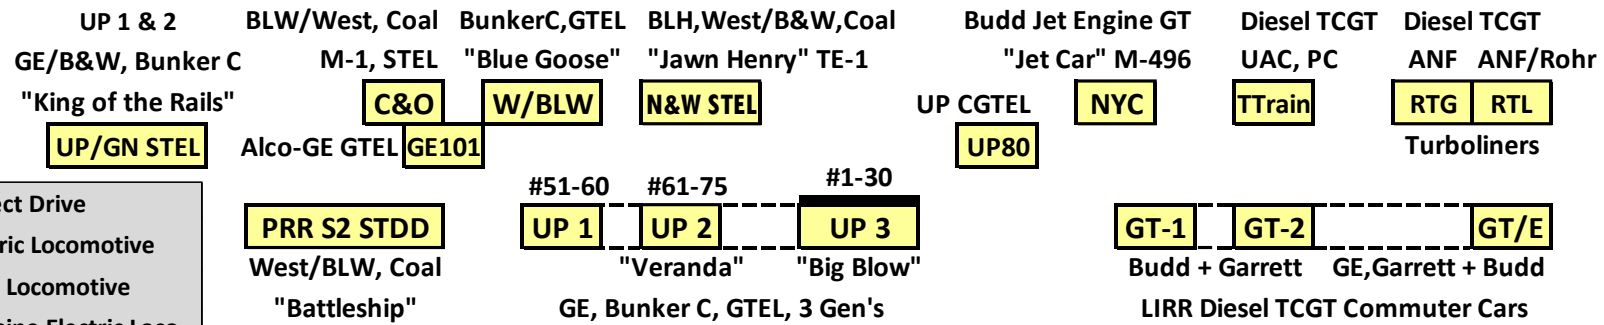 UP 1 & 2
GE/B&W, Bunker C
"King of the Rails"
UP/GN STEL
BLW/West, Coal
M-1, STEL
C&O
Alco-GE GTEL
GE101
BunkerC,GTEL
"Blue Goose"
W/BLW
BLH,West/B&W,Coal
"Jawn Henry" TE-1
N&W STEL
UP CGTEL
UP80
Budd Jet Engine GT
"Jet Car" M-496
NYC
Diesel TCGT
UAC, PC
TTrain
Diesel TCGT
ANF ANF/Rohr
RTG RTL
Turboliners
ect Drive
ric Locomotive
Locomotive
PRR S2 STDD
West/BLW, Coal
"Battleship"
#51-60 #61-75 #1-30
UP 1 UP 2 UP 3
"Veranda" "Big Blow"
GE, Bunker C, GTEL, 3 Gen's
GT-1 GT-2 GT/E
Budd + Garrett GE,Garrett + Budd
LIRR Diesel TCGT Commuter Cars